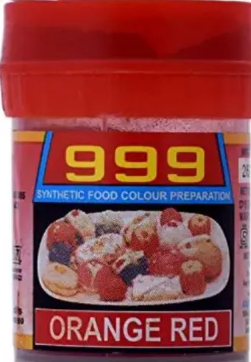 999
SYNTHETIC FOOD COLOUR PREPARATION
ORANGE RED